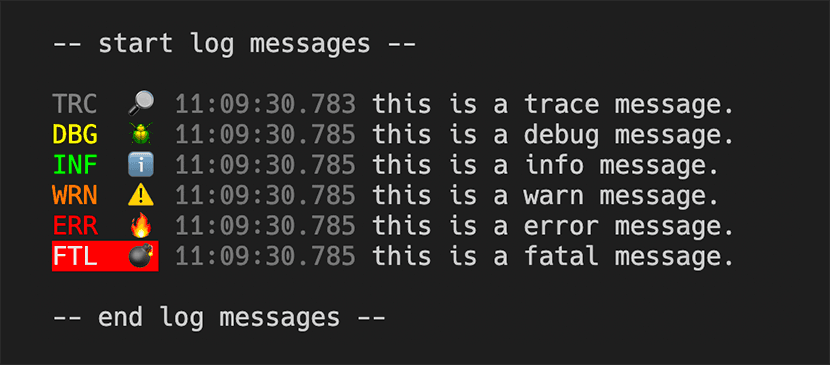 -- start log messages --
TRC 🔎 11:09:30.783 this is a trace message.
DBG 🪲 11:09:30.785 this is a debug message.
INF ℹ️ 11:09:30.785 this is a info message.
WRN ⚠️ 11:09:30.785 this is a warn message.
ERR 🔥 11:09:30.785 this is a error message.
FTL 💣 11:09:30.785 this is a fatal message.
-- end log messages --